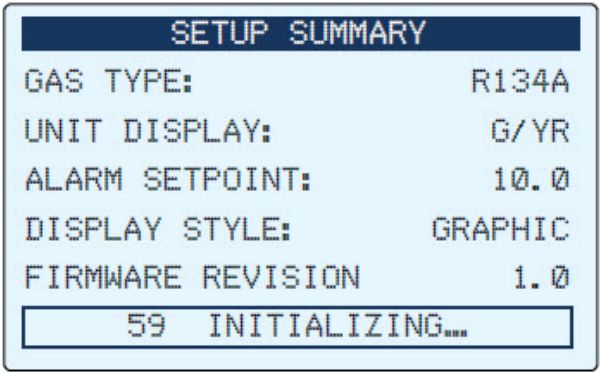 SETUP SUMMARY
GAS TYPE: R134A
UNIT DISPLAY: G/YR
ALARM SETPOINT: 10.0
DISPLAY STYLE: GRAPHIC
FIRMWARE REVISION 1.0
59 INITIALIZING...